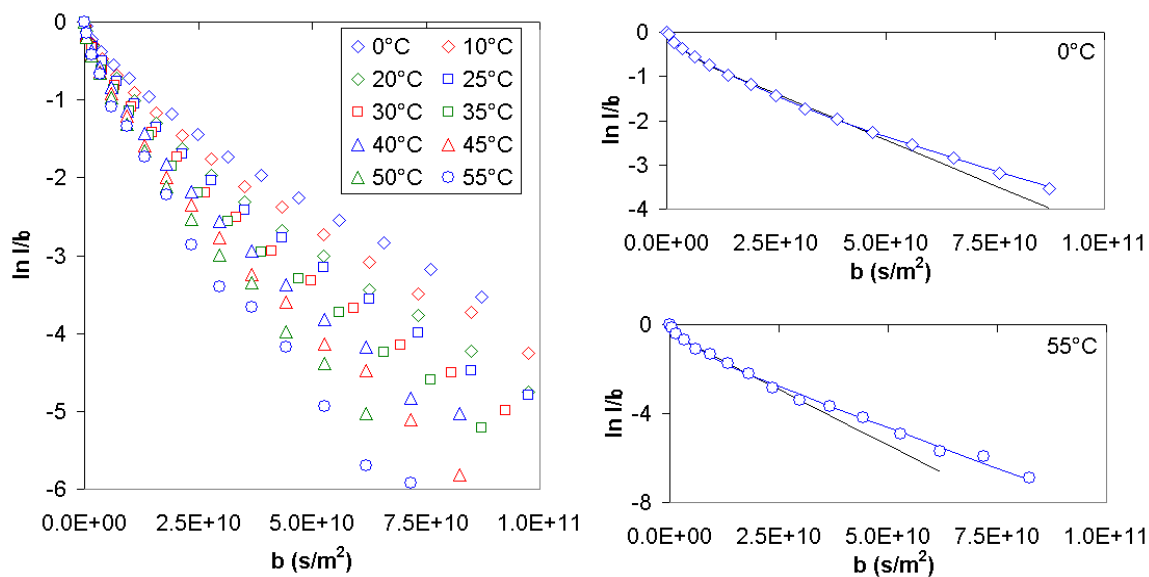 0
-1
-2
-3
-4
-5
-6
ln I/b
0°C 10°C
20°C 25°C
30°C 35°C
40°C 45°C
50°C 55°C
0.0E+00 2.5E+10 5.0E+10 7.5E+10 1.0E+11
b (s/m²)
0
-1
-2
-3
-4
ln I/b
0°C
0.0E+00 2.5E+10 5.0E+10 7.5E+10 1.0E+11
b (s/m²)
0
-4
-8
ln I/b
55°C
0.0E+00 2.5E+10 5.0E+10 7.5E+10 1.0E+11
b (s/m²)